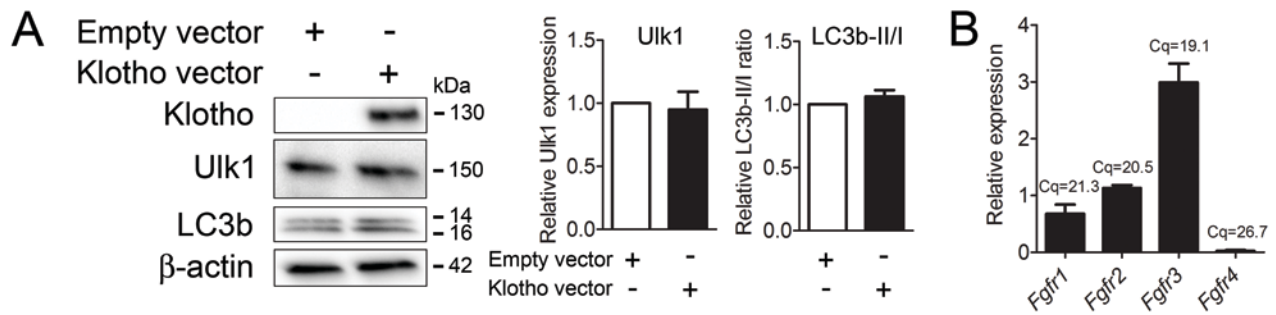 A
Empty vector + -
Klotho vector - +
kDa
Klotho - 130
Ulk1 - 150
LC3b - 14
- 16
β-actin - 42
Relative Ulk1 expression
1.5
1.0
0.5
0.0
Ulk1
Relative LC3b-II/I ratio
1.5
1.0
0.5
0.0
LC3b-II/I
Empty vector + - + -
Klotho vector - + - +
B
Relative expression
4
3
2
1
0
Cq=21.3
Cq=20.5
Cq=19.1
Cq=26.7
Fgfr1 Fgfr2 Fgfr3 Fgfr4